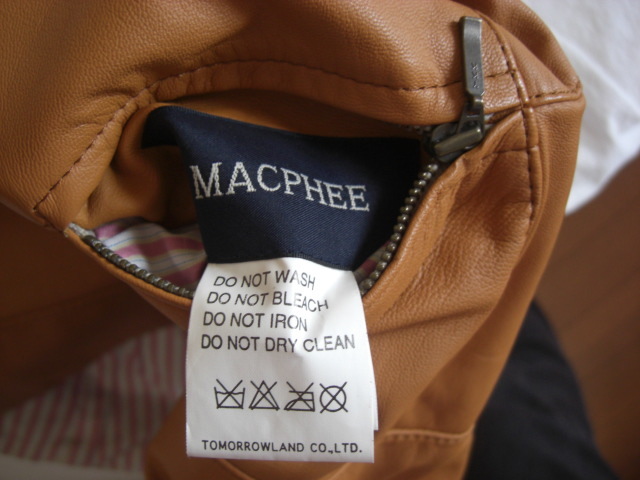 MACPHEE
DO NOT WASH
DO NOT BLEACH
DO NOT IRON
DO NOT DRY CLEAN
TOMORROWLAND CO.,LTD.